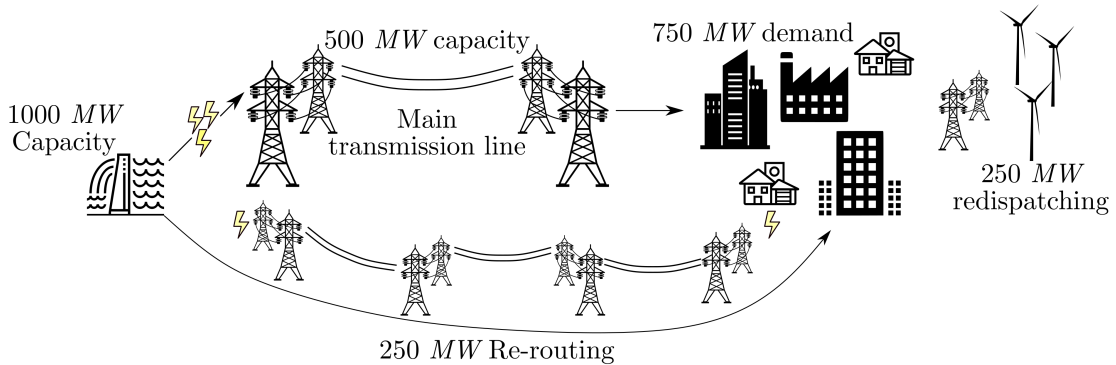 500 MW capacity
750 MW demand
1000 MW
Capacity
Main
transmission line
250 MW
redispatching
250 MW Re-routing